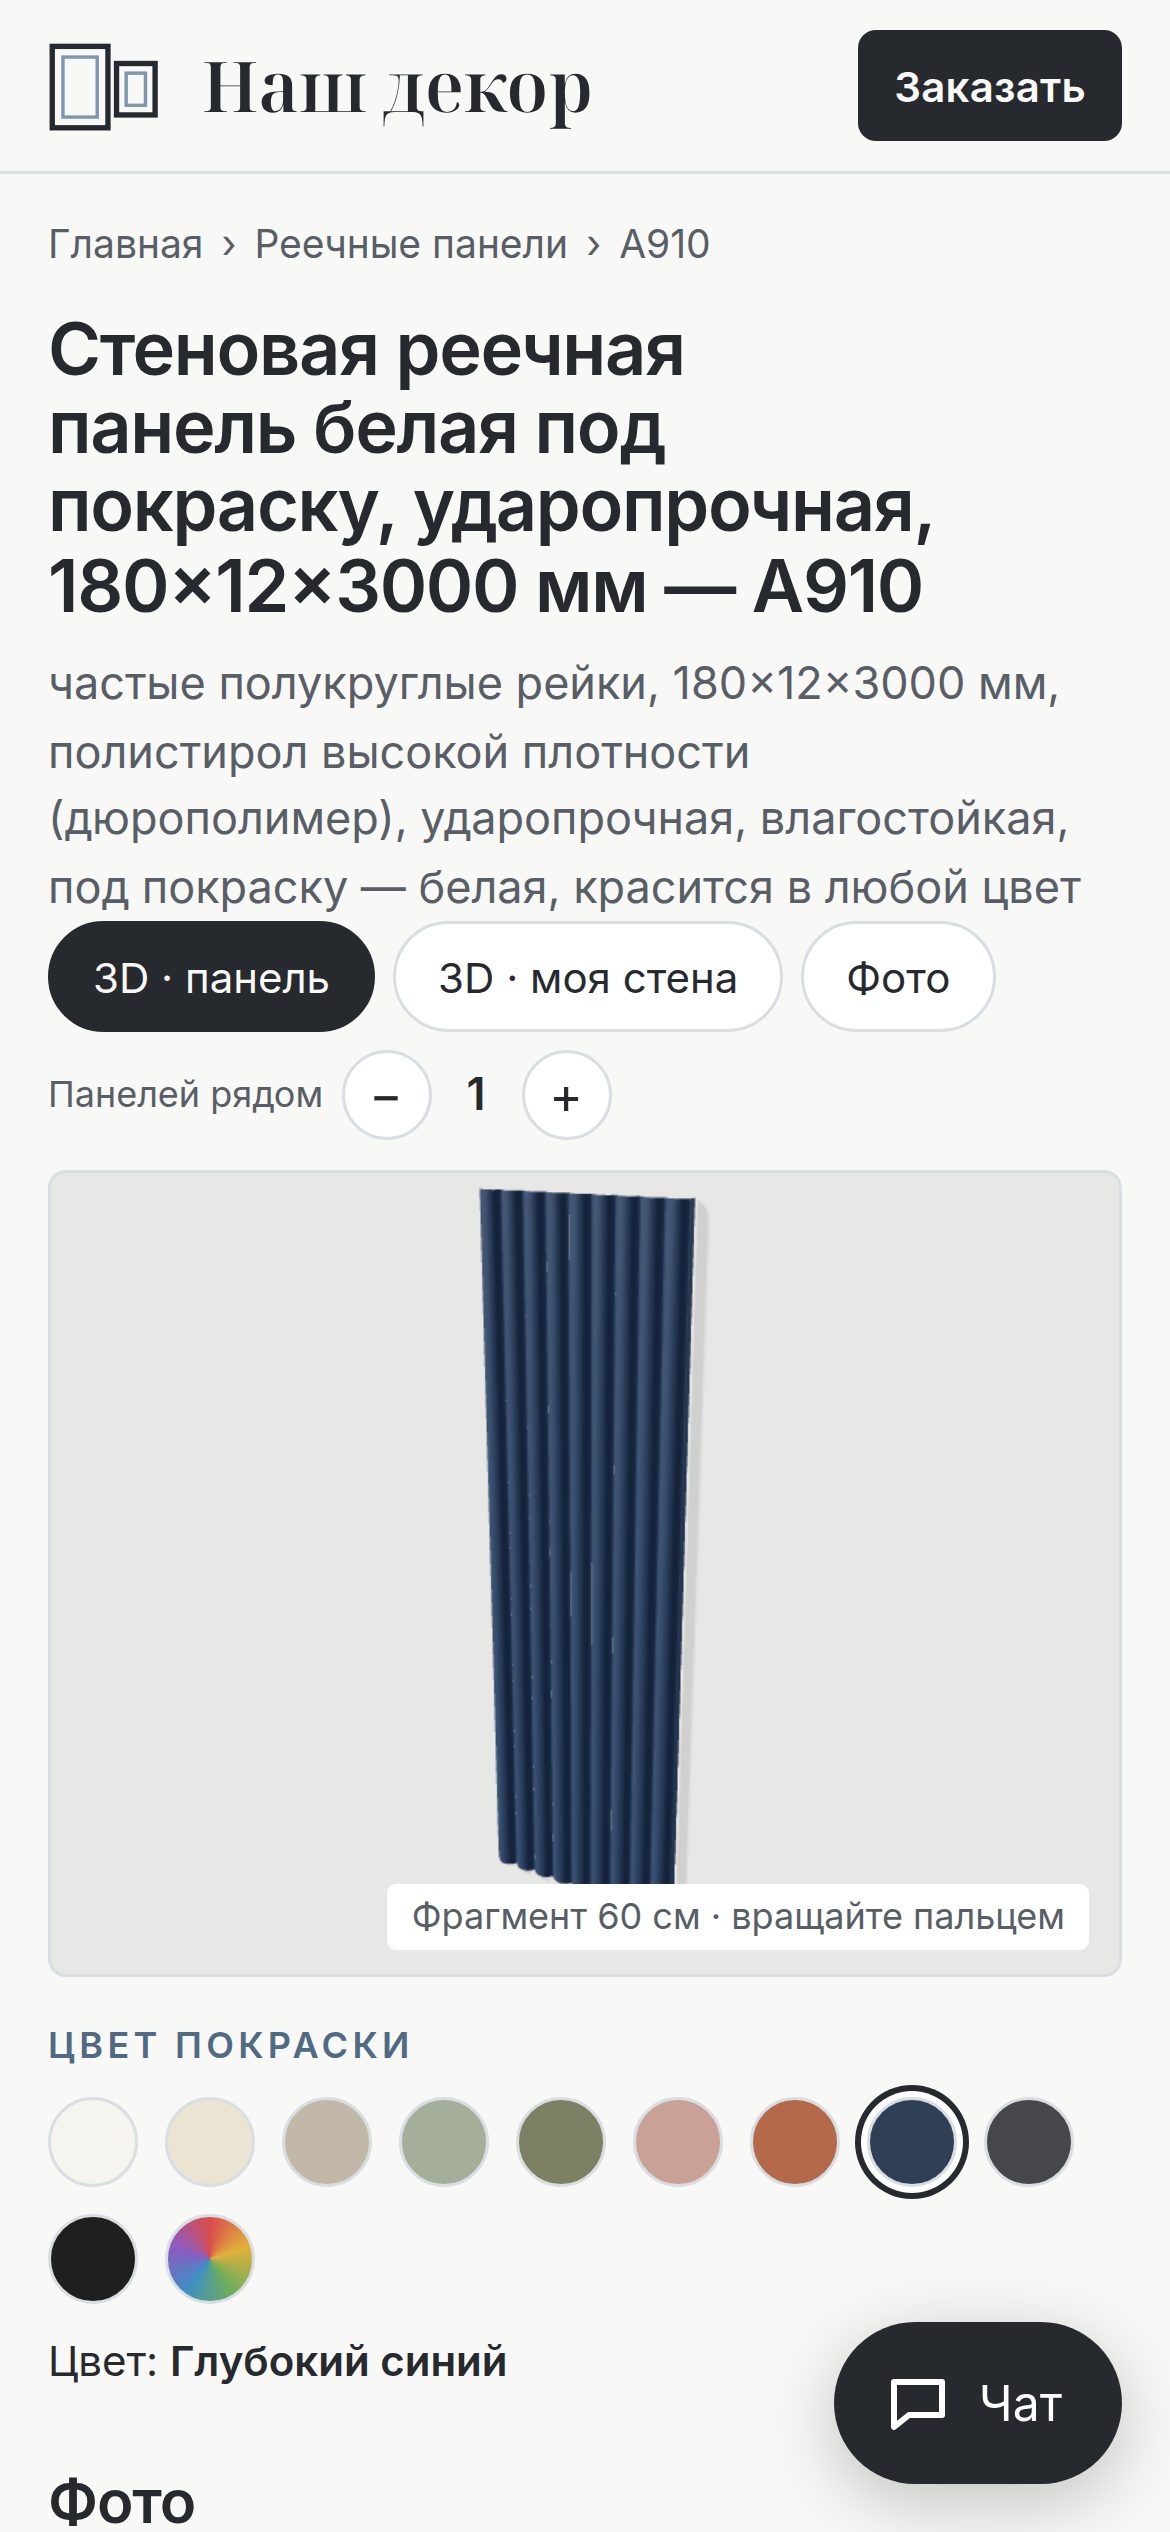 Наш декор
Заказать
Главная › Реечные панели › A910
Стеновая реечная
панель белая под
покраску, ударопрочная,
180×12×3000 мм — A910
частые полукруглые рейки, 180×12×3000 мм,
полистирол высокой плотности
(дюрополимер), ударопрочная, влагостойкая,
под покраску — белая, красится в любой цвет
3D · панель
3D · моя стена
Фото
Панелей рядом
−
1
+
Фрагмент 60 см · вращайте пальцем
ЦВЕТ ПОКРАСКИ
Цвет: Глубокий синий
Чат
Фото